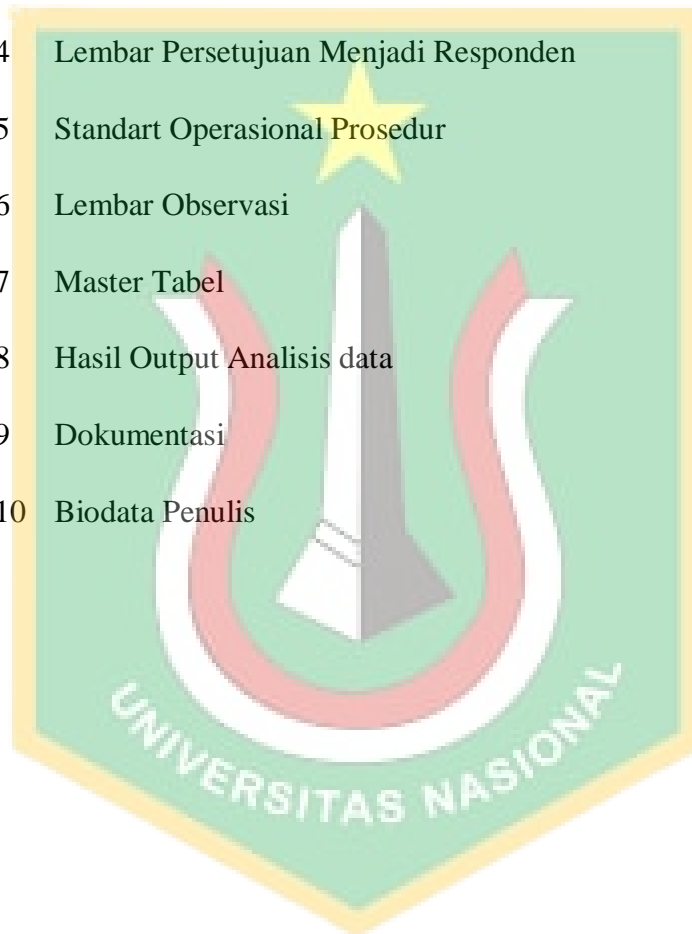 4 Lembar Persetujuan Menjadi Responden
5 Standart Operasional Prosedur
6 Lembar Observasi
7 Master Tabel
8 Hasil Output Analisis data
9 Dokumentasi
10 Biodata Penulis
UNIVERSITAS NASIONAL